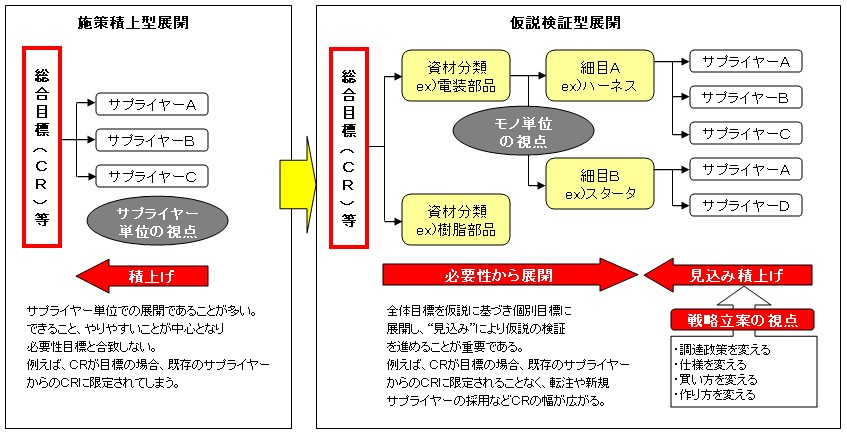 施策積上型展開
総合目標（CR）等
サプライヤーA
サプライヤーB
サプライヤーC
サプライヤー
単位の視点
積上げ
サプライヤー単位での展開であることが多い。
できること、やりやすいことが中心となり
必要性目標と合致しない。
例えば、CRが目標の場合、既存のサプライヤー
からのCRに限定されてしまう。
仮説検証型展開
総合目標（CR）等
資材分類
ex)電装部品
細目A
ex)ハーネス
サプライヤーA
サプライヤーB
サプライヤーC
モノ単位
の視点
細目B
ex)スタータ
サプライヤーA
サプライヤーD
資材分類
ex)樹脂部品
必要性から展開
見込み積上げ
全体目標を仮説に基づき個別目標に
展開し、“見込み”により仮説の検証
を進めることが重要である。
例えば、CRが目標の場合、既存のサプライヤー
からのCRに限定されることなく、転注や新規
サプライヤーの採用などCRの幅が広がる。
戦略立案の視点
・調達政策を変える
・仕様を変える
・買い方を変える
・作り方を変える